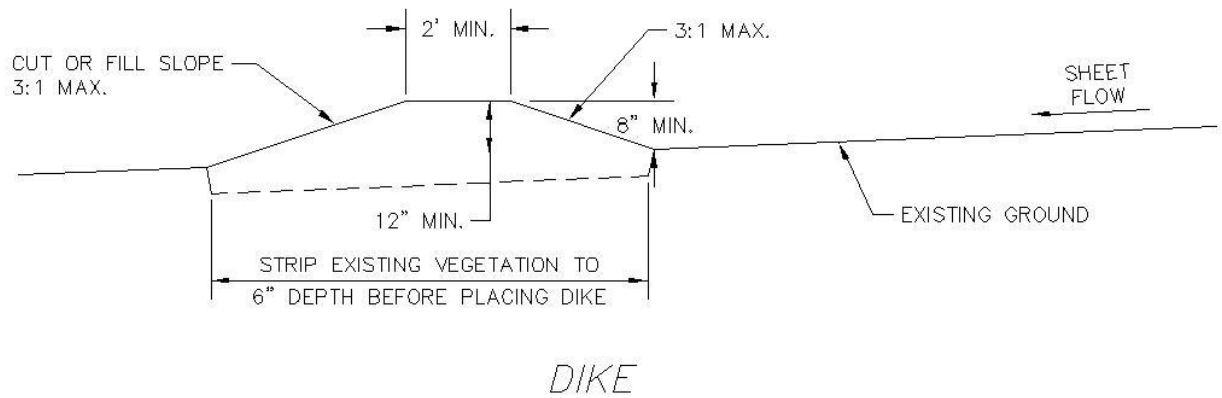 2' MIN.
3:1 MAX.
CUT OR FILL SLOPE
3:1 MAX.
SHEET
FLOW
8" MIN.
12" MIN.
EXISTING GROUND
STRIP EXISTING VEGETATION TO
6" DEPTH BEFORE PLACING DIKE
DIKE